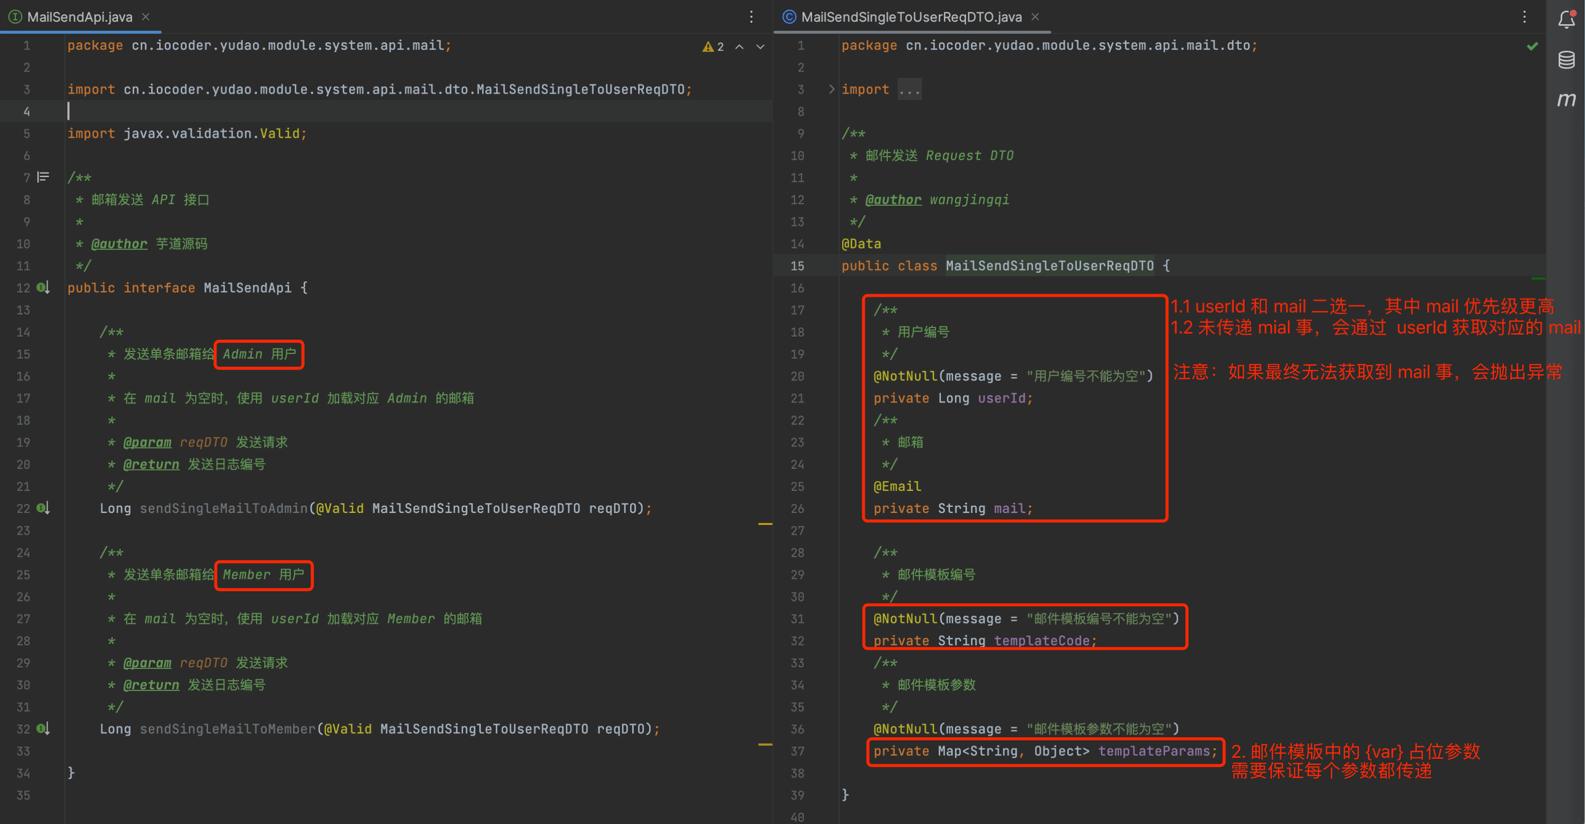 MailSendApi.java
1 package cn.iocoder.yudao.module.system.api.mail;
2
2
3 import cn.iocoder.yudao.module.system.api.mail.dto.MailSendSingleToUserReqDTO;
4
5 import javax.validation.Valid;
6
7 /**
8 * 邮箱发送 API 接口
9 *
10 * @author 芋道源码
11 */
12 public interface MailSendApi {
13
14 /**
15 * 发送单条邮箱给 Admin 用户
16 *
17 * 在 mail 为空时，使用 userId 加载对应 Admin 的邮箱
18 *
19 * @param reqDTO 发送请求
20 * @return 发送日志编号
21 */
22 Long sendSingleMailToAdmin(@Valid MailSendSingleToUserReqDTO reqDTO);
23
24 /**
25 * 发送单条邮箱给 Member 用户
26 *
27 * 在 mail 为空时，使用 userId 加载对应 Member 的邮箱
28 *
29 * @param reqDTO 发送请求
30 * @return 发送日志编号
31 */
32 Long sendSingleMailToMember(@Valid MailSendSingleToUserReqDTO reqDTO);
33
34 }
35
MailSendSingleToUserReqDTO.java
1 package cn.iocoder.yudao.module.system.api.mail.dto;
2
3 import ...
8
9 /**
10 * 邮件发送 Request DTO
11 *
12 * @author wangjingqi
13 */
14 @Data
15 public class MailSendSingleToUserReqDTO {
16
17 /**
18 * 用户编号
19 */
20 @NotNull(message = "用户编号不能为空")
21 private Long userId;
22 /**
23 * 邮箱
24 */
25 @Email
26 private String mail;
27
28 /**
29 * 邮件模板编号
30 */
31 @NotNull(message = "邮件模板编号不能为空")
32 private String templateCode;
33 /**
34 * 邮件模板参数
35 */
36 @NotNull(message = "邮件模板参数不能为空")
37 private Map<String, Object> templateParams;
38
39 }
40
1.1 userId 和 mail 二选一，其中 mail 优先级更高
1.2 未传递 mial 事，会通过 userId 获取对应的 mail
注意：如果最终无法获取到 mail 事，会抛出异常
2. 邮件模版中的 {var} 占位参数
需要保证每个参数都传递
m